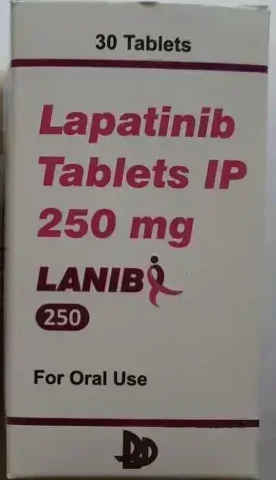 30 Tablets
Lapatinib
Tablets IP
250 mg
LANIB
250
For Oral Use